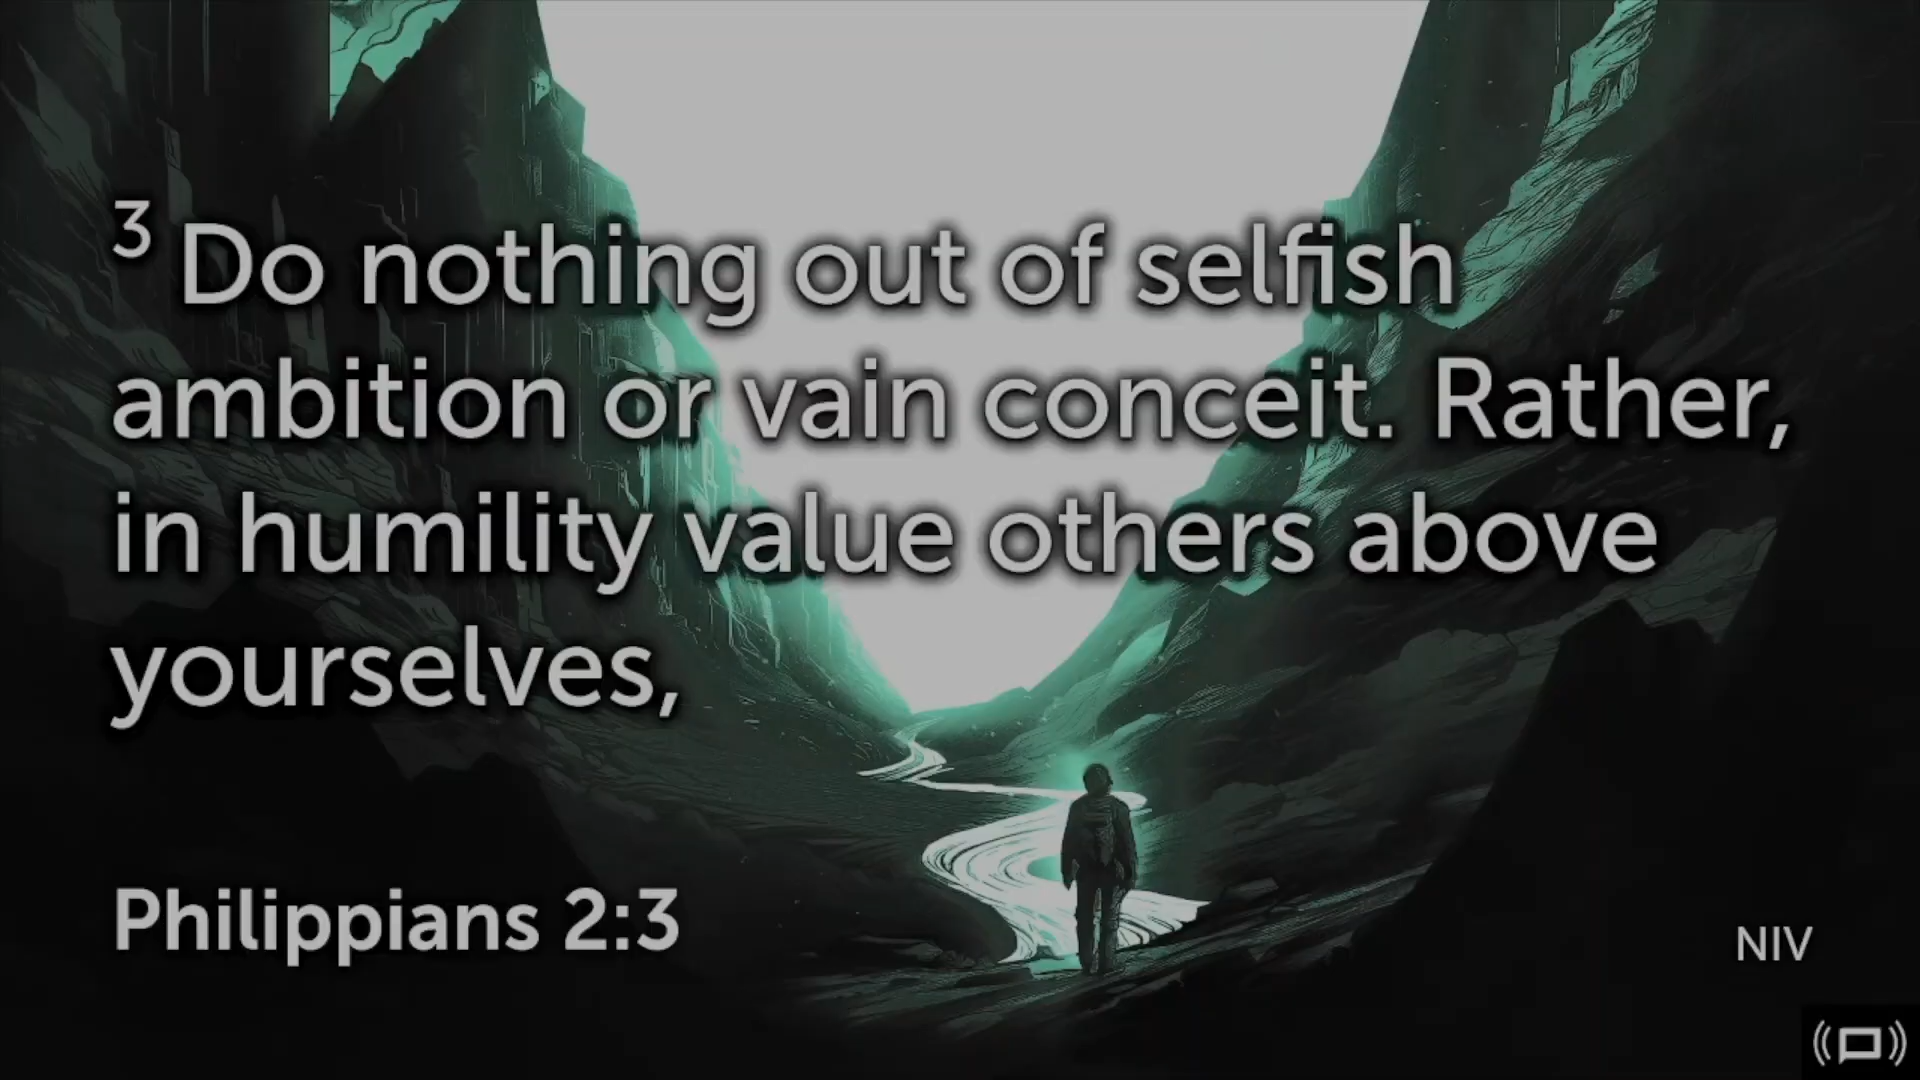 3 Do nothing out of selfish
ambition or vain conceit. Rather,
in humility value others above
yourselves,
Philippians 2:3
NIV